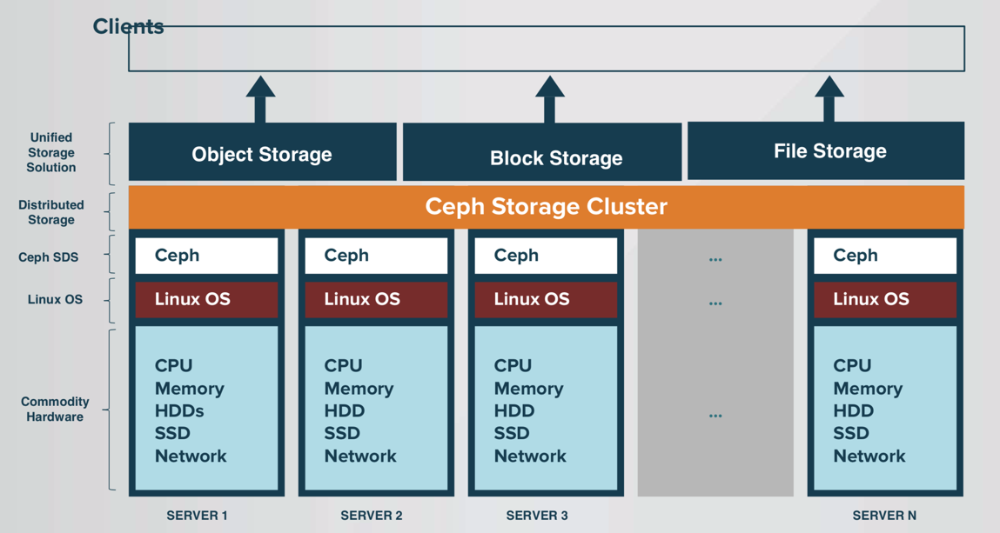 Clients
Unified
Storage
Solution
Object Storage
Block Storage
File Storage
Distributed
Storage
Ceph Storage Cluster
Ceph SDS
Ceph
Ceph
Ceph
...
Ceph
Linux OS
Linux OS
Linux OS
Linux OS
...
Linux OS
Commodity
Hardware
CPU
Memory
HDDs
SSD
Network
CPU
Memory
HDD
SSD
Network
CPU
Memory
HDD
SSD
Network
...
CPU
Memory
HDD
SSD
Network
SERVER 1
SERVER 2
SERVER 3
SERVER N